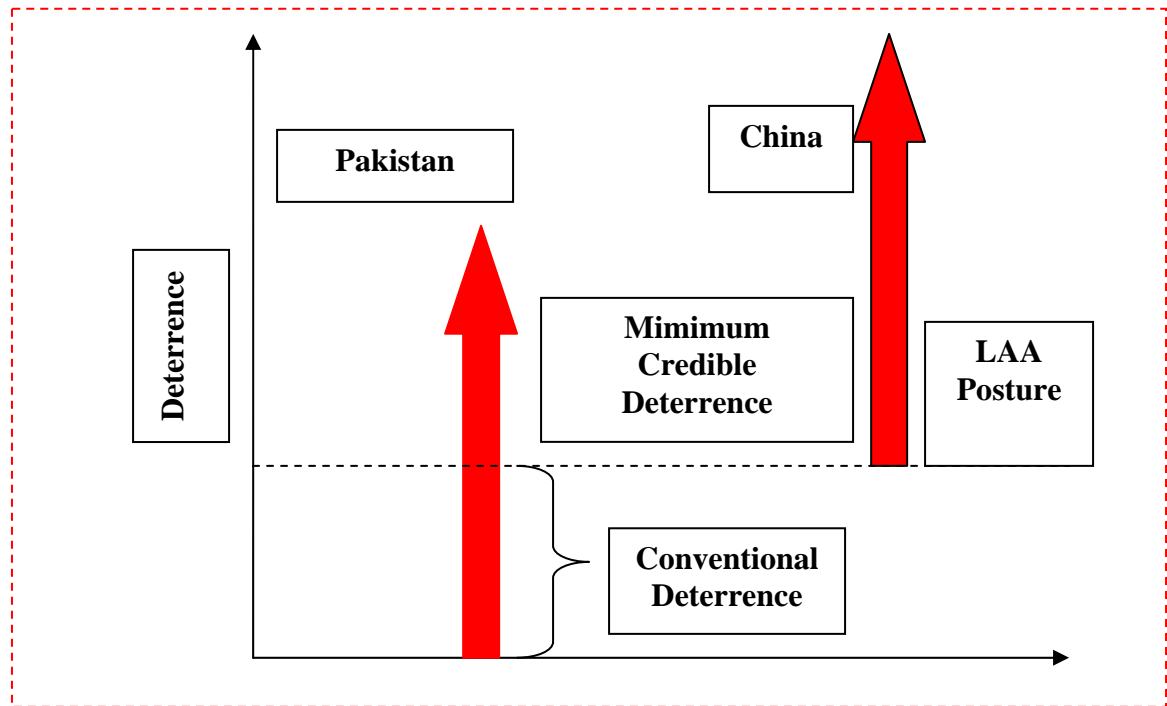 Pakistan
China
Deterrence
Mimimum
Credible
Deterrence
LAA
Posture
Conventional
Deterrence